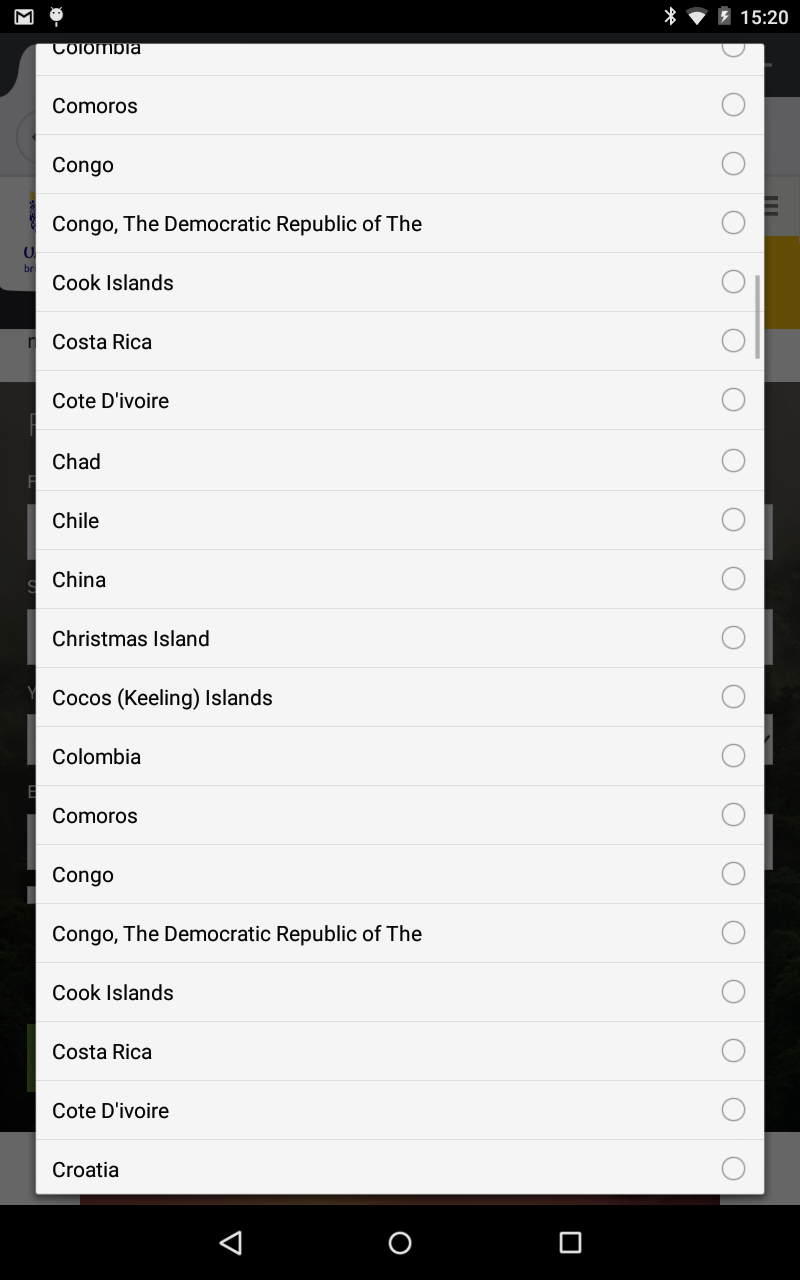 15:20
Colombia
Comoros
Congo
Congo, The Democratic Republic of The
Cook Islands
Costa Rica
Cote D'ivoire
Chad
Chile
China
Christmas Island
Cocos (Keeling) Islands
Colombia
Comoros
Congo
Congo, The Democratic Republic of The
Cook Islands
Costa Rica
Cote D'ivoire
Croatia